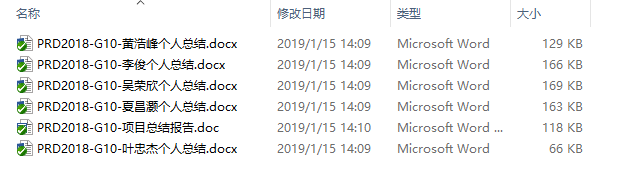 名称 修改日期 类型 大小
PRD2018-G10-黄浩峰个人总结.docx 2019/1/15 14:09 Microsoft Word 129 KB
PRD2018-G10-李俊个人总结.docx 2019/1/15 14:09 Microsoft Word 166 KB
PRD2018-G10-吴荣欣个人总结.docx 2019/1/15 14:09 Microsoft Word 169 KB
PRD2018-G10-夏昌灏个人总结.docx 2019/1/15 14:09 Microsoft Word 163 KB
PRD2018-G10-项目总结报告.doc 2019/1/15 14:10 Microsoft Word ... 118 KB
PRD2018-G10-叶忠杰个人总结.docx 2019/1/15 14:09 Microsoft Word 66 KB